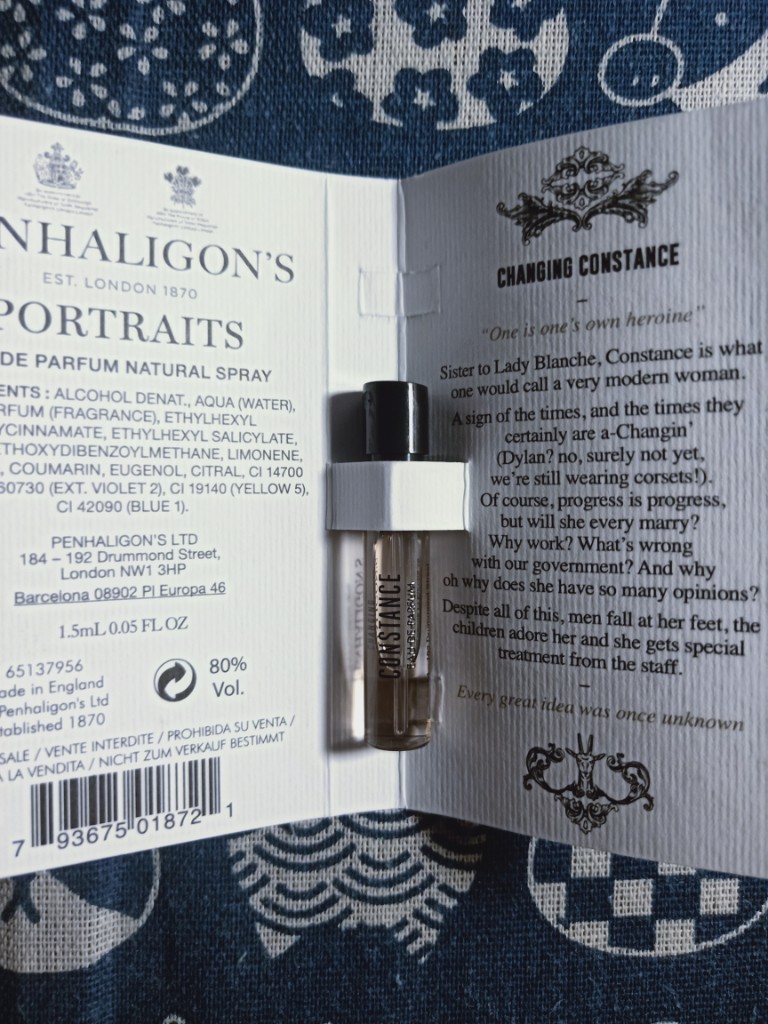 NHALIGON'S
EST. LONDON 1870
PORTRAITS
DE PARFUM NATURAL SPRAY
ENTS : ALCOHOL DENAT., AQUA (WATER),
RFUM (FRAGRANCE), ETHYLHEXYL
YCINNAMATE, ETHYLHEXYL SALICYLATE,
ETHOXYDIBENZOYLMETHANE, LIMONENE,
, COUMARIN, EUGENOL, CITRAL, CI 14700
60730 (EXT. VIOLET 2), CI 19140 (YELLOW 5),
CI 42090 (BLUE 1).
PENHALIGON'S LTD
184 – 192 Drummond Street,
London NW1 3HP
Barcelona 08902 Pl Europa 46
1.5mL 0.05 FL OZ
65137956
ade in England
Penhaligon's Ltd
tablished 1870
80%
Vol.
SALE / VENTE INTERDITE / PROHIBIDA SU VENTA /
A LA VENDITA / NICHT ZUM VERKAUF BESTIMMT
7 93675 01872 1
CONSTANCE
CHANGING CONSTANCE
"One is one's own heroine"
Sister to Lady Blanche, Constance is what
one would call a very modern woman.
A sign of the times, and the times they
certainly are a-Changin'
(Dylan? no, surely not yet,
we're still wearing corsets!).
Of course, progress is progress,
but will she every marry?
Why work? What's wrong
with our government? And why
oh why does she have so many opinions?
Despite all of this, men fall at her feet, the
children adore her and she gets special
treatment from the staff.
Every great idea was once unknown